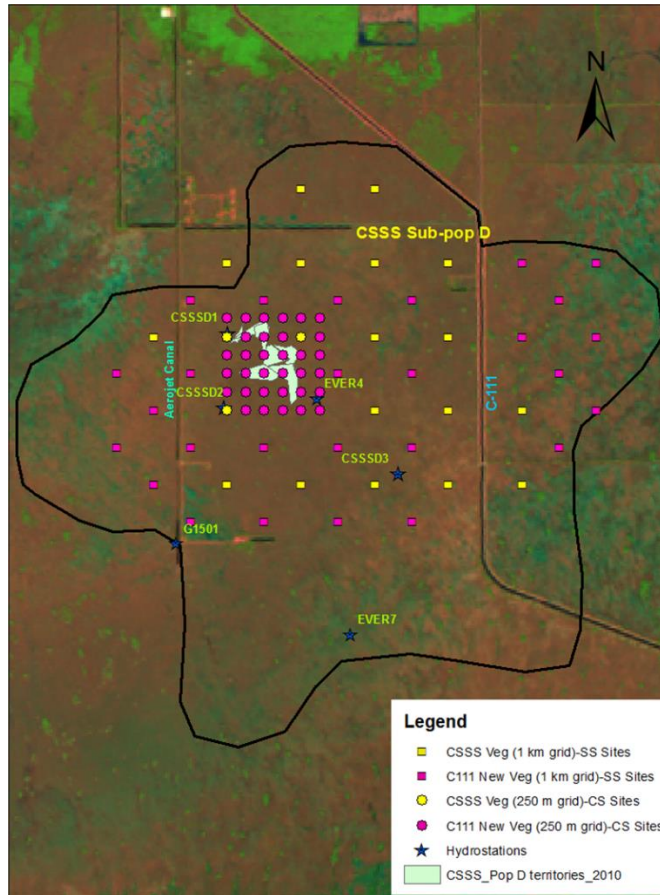 N
CSSS Sub-pop D
CSSSD1
Aerojet Canal
CSSSD2
EVER4
C-111
CSSSD3
G1501
EVER7
Legend
CSSS Veg (1 km grid)-SS Sites
C111 New Veg (1 km grid)-SS Sites
CSSS Veg (250 m grid)-CS Sites
C111 New Veg (250 m grid)-CS Sites
Hydrostations
CSSS_Pop D territories_2010